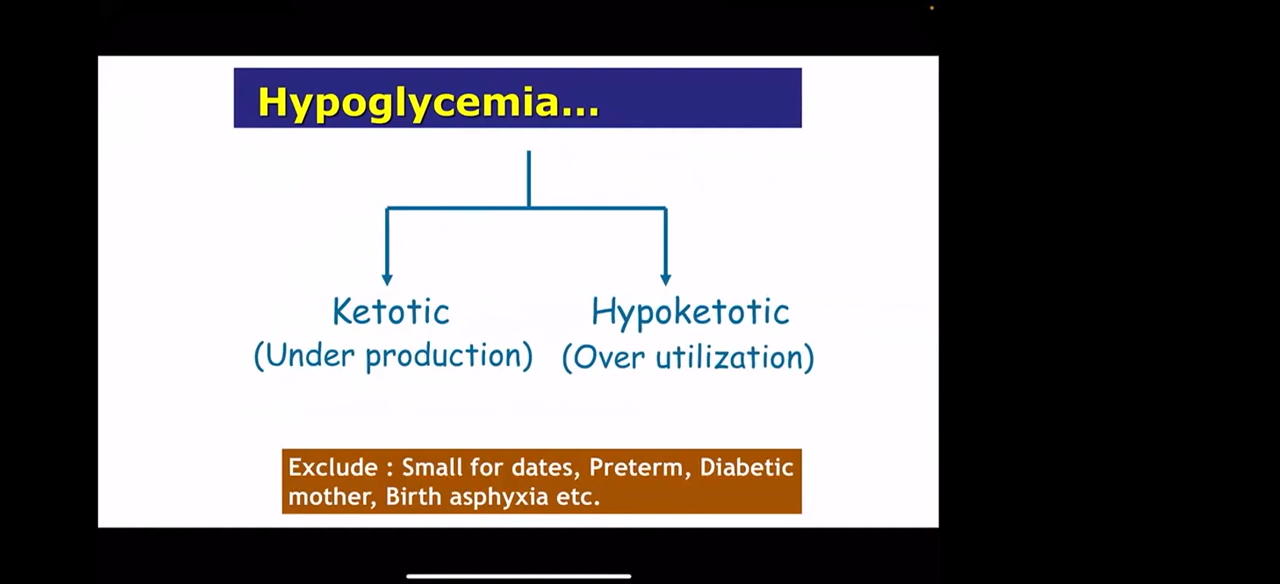 Hypoglycemia...
Ketotic
(Under production)
Hypoketotic
(Over utilization)
Exclude : Small for dates, Preterm, Diabetic
mother, Birth asphyxia etc.